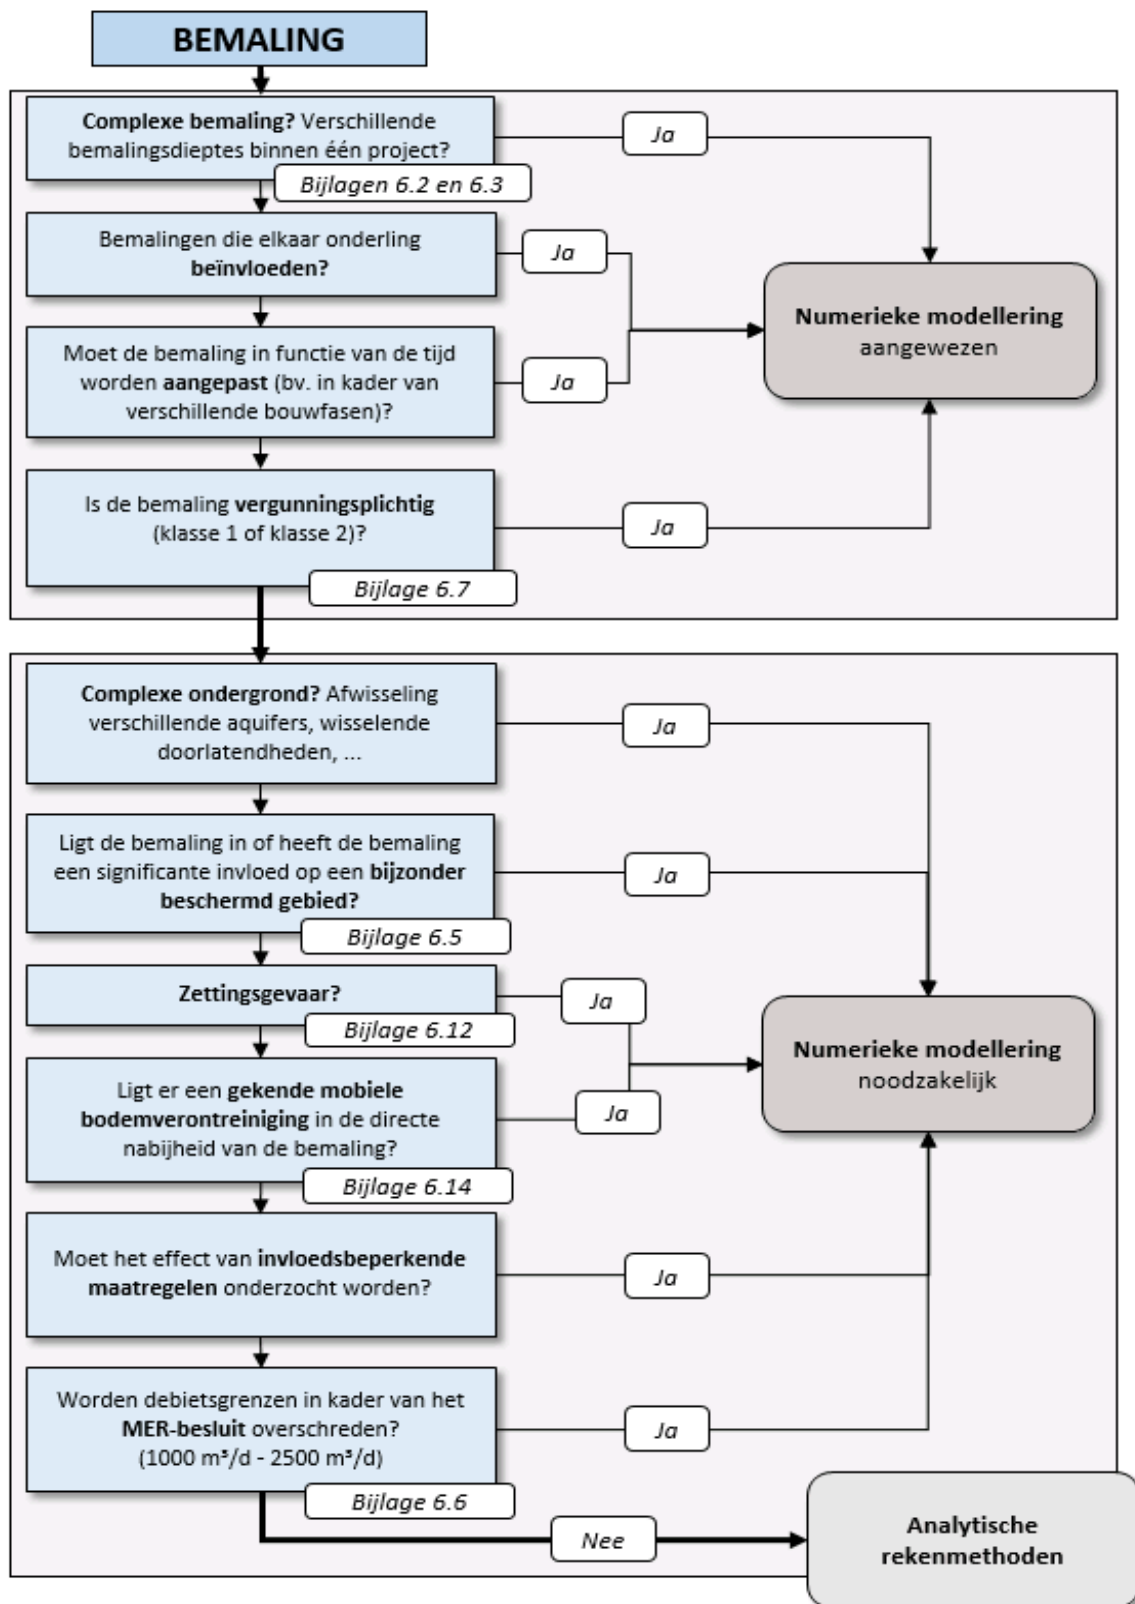 BEMALING
Complexe bemaling? Verschillende
bemalingsdieptes binnen één project?
Ja
Bijlagen 6.2 en 6.3
Bemalingen die elkaar onderling
beïnvloeden?
Ja
Numerieke modellering
aangewezen
Moet de bemaling in functie van de tijd
worden aangepast (bv. in kader van
verschillende bouwfasen)?
Ja
Is de bemaling vergunningsplichtig
(klasse 1 of klasse 2)?
Ja
Bijlage 6.7
Complexe ondergrond? Afwisseling
verschillende aquifers, wisselende
doorlatendheden, ...
Ja
Ligt de bemaling in of heeft de bemaling
een significante invloed op een bijzonder
beschermd gebied?
Ja
Bijlage 6.5
Zettingsgevaar?
Ja
Bijlage 6.12
Numerieke modellering
noodzakelijk
Ligt er een gekende mobiele
bodemverontreiniging in de directe
nabijheid van de bemaling?
Ja
Bijlage 6.14
Moet het effect van invloedsbeperkende
maatregelen onderzocht worden?
Ja
Worden debietsgrenzen in kader van het
MER-besluit overschreden?
(1000 m³/d - 2500 m³/d)
Ja
Bijlage 6.6
Nee
Analytische
rekenmethoden